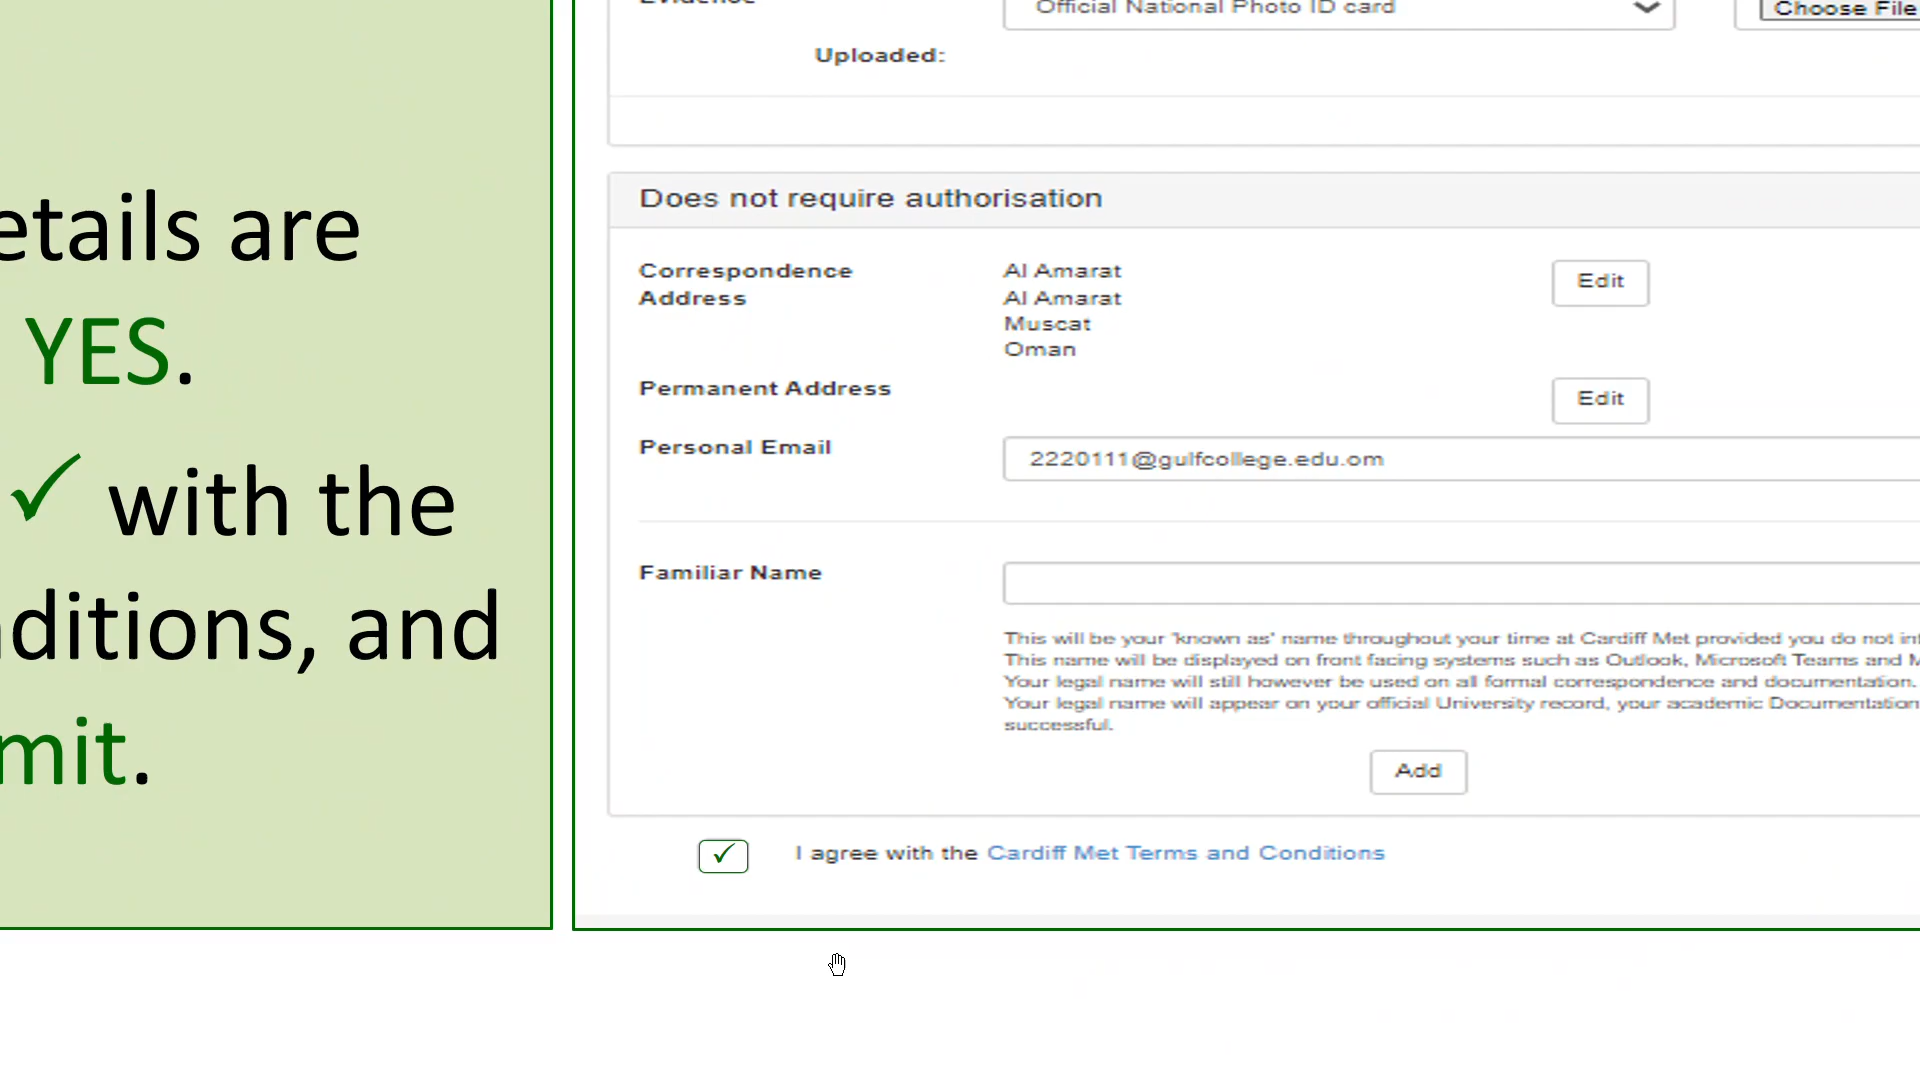 etails are
YES.
✓ with the
ditions, and
mit.
Official National Photo ID card
Choose File
Uploaded:
Does not require authorisation
Correspondence Address
Al Amarat
Al Amarat
Muscat
Oman
Edit
Permanent Address
Edit
Personal Email
2220111@gulfcollege.edu.om
Familiar Name
This will be your 'known as' name throughout your time at Cardiff Met provided you do not
This name will be displayed on front facing systems such as Outlook, Microsoft Teams and
Your legal name will still however be used on all formal correspondence and documentation.
Your legal name will appear on your official University record, your academic Documentation
successful.
Add
✓ I agree with the Cardiff Met Terms and Conditions